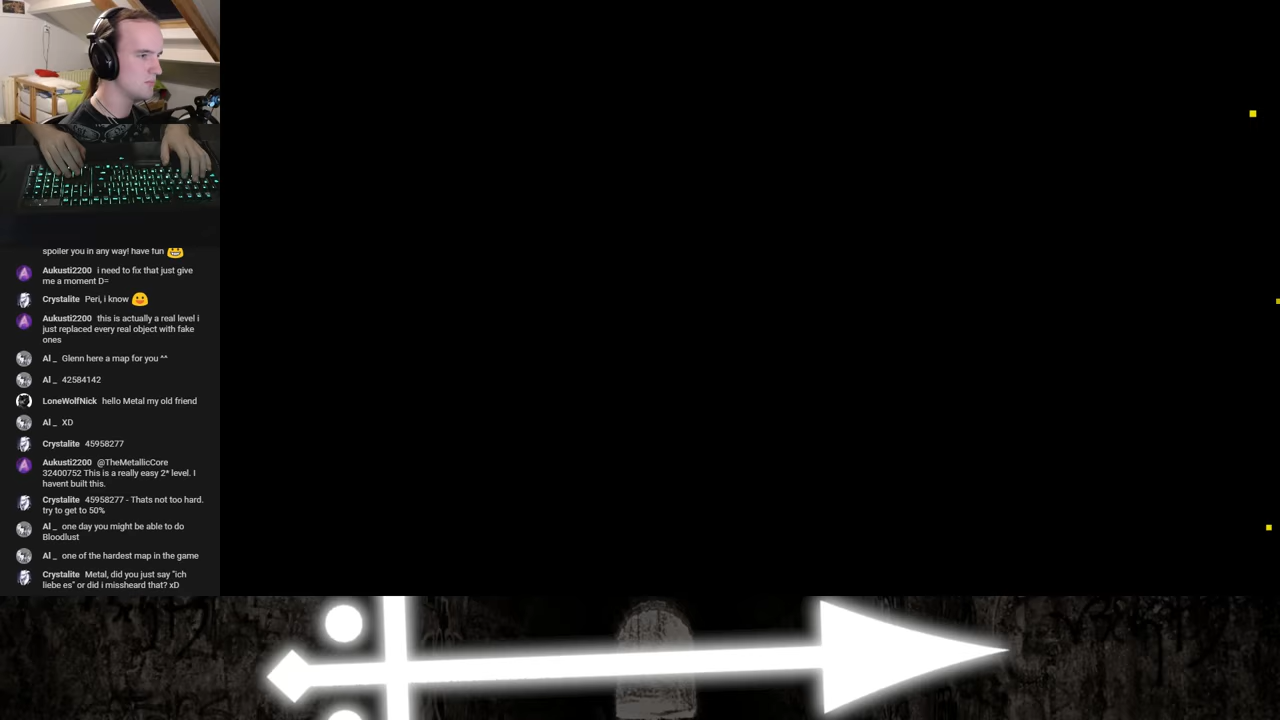 spoiler you in any way! have fun
Aukusti2200 i need to fix that just give
me a moment D=
Crystalite Peri, i know
Aukusti2200 this is actually a real level i
just replaced every real object with fake
ones
Al _ Glenn here a map for you ^^
Al _ 42584142
LoneWolfNick hello Metal my old friend
Al _ XD
Crystalite 45958277
Aukusti2200 @TheMetallicCore
32400752 This is a really easy 2* level. I
havent built this.
Crystalite 45958277 - Thats not too hard.
try to get to 50%
Al _ one day you might be able to do
Bloodlust
Al _ one of the hardest map in the game
Crystalite Metal, did you just say "ich
liebe es" or did i missheard that? xD